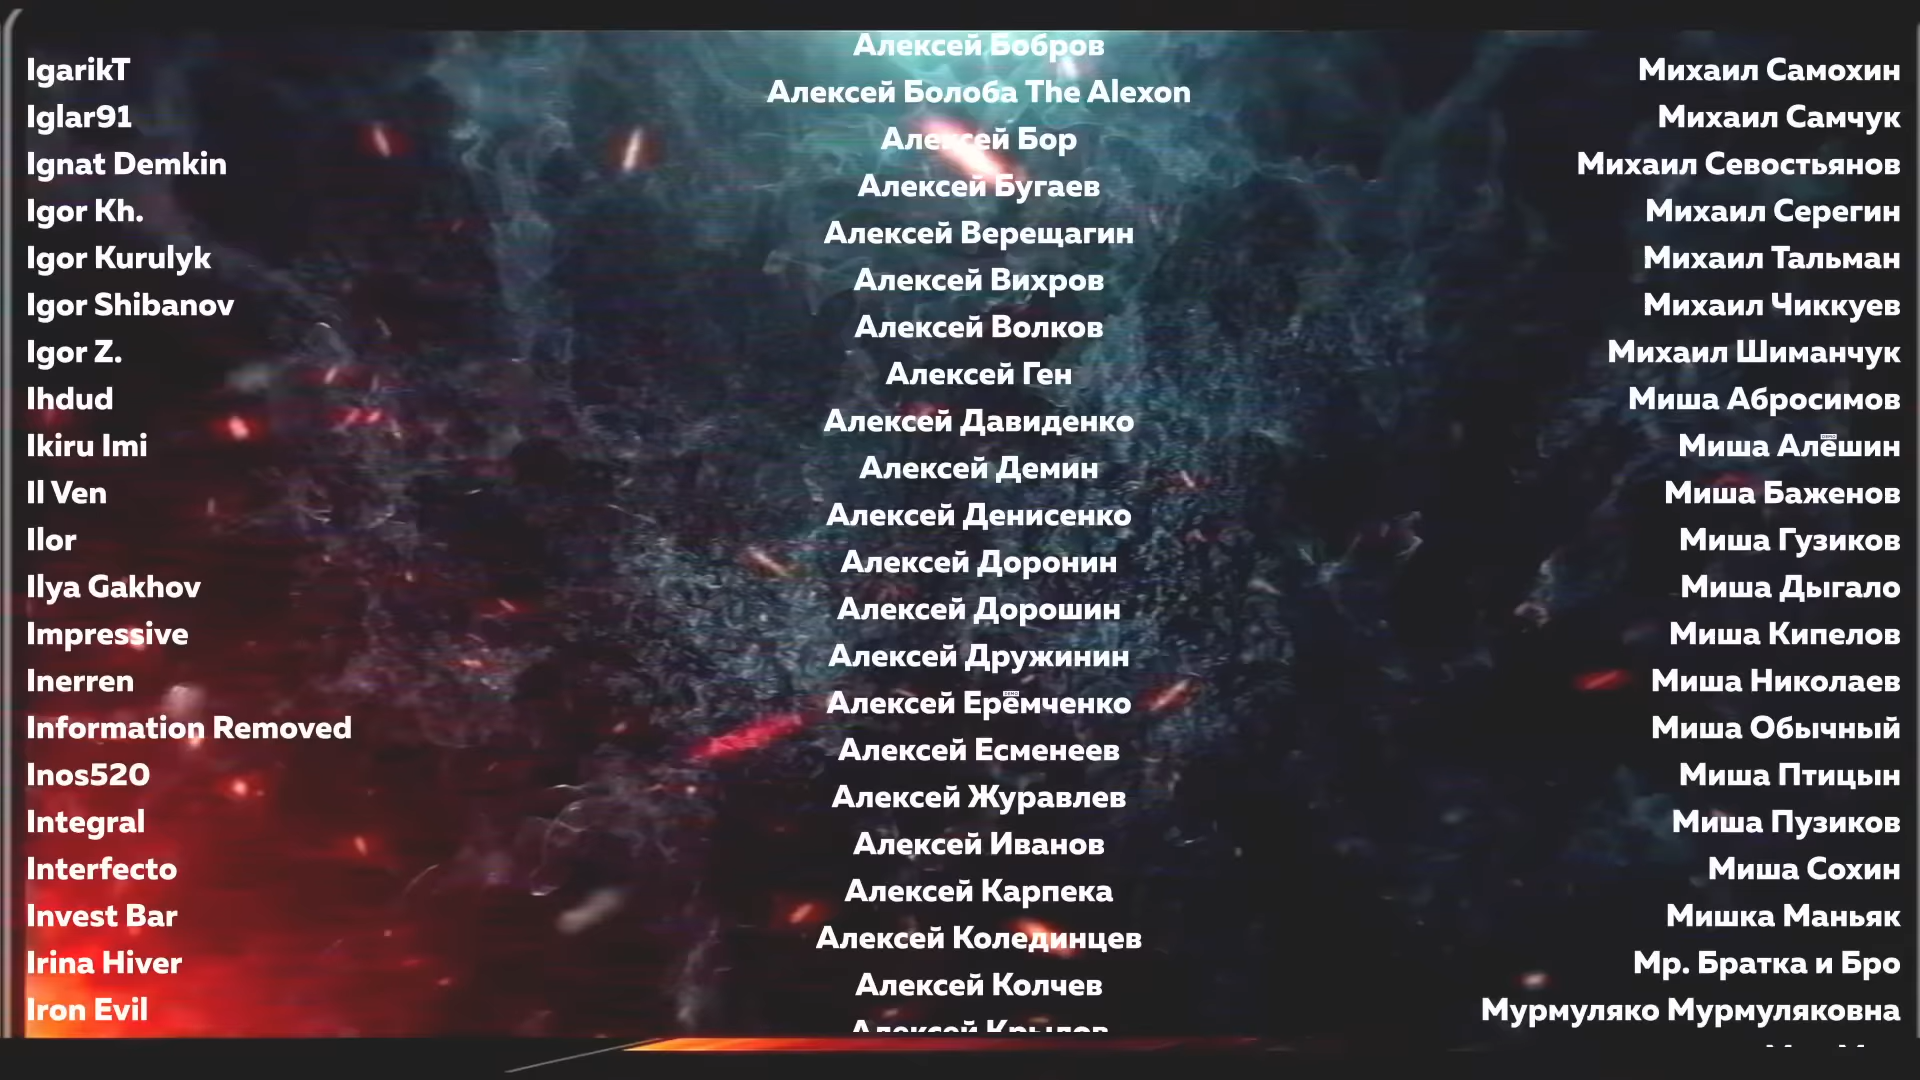 IgarikT
Iglar91
Ignat Demkin
Igor Kh.
Igor Kurulyk
Igor Shibanov
Igor Z.
Ihdud
Ikiru Imi
Il Ven
Ilor
Ilya Gakhov
Impressive
Inerren
Information Removed
Inos520
Integral
Interfecto
Invest Bar
Irina Hiver
Iron Evil
Алексей Бобров
Алексей Болоба The Alexon
Алексей Бор
Алексей Бугаев
Алексей Верещагин
Алексей Вихров
Алексей Волков
Алексей Ген
Алексей Давиденко
Алексей Демин
Алексей Денисенко
Алексей Доронин
Алексей Дорошин
Алексей Дружинин
Алексей Ерёмченко
Алексей Есменеев
Алексей Журавлев
Алексей Иванов
Алексей Карпека
Алексей Колединцев
Алексей Колчев
Алексей Крылов
Михаил Самохин
Михаил Самчук
Михаил Севостьянов
Михаил Серегин
Михаил Тальман
Михаил Чиккуев
Михаил Шиманчук
Миша Абросимов
Миша Алёшин
Миша Баженов
Миша Гузиков
Миша Дыгало
Миша Кипелов
Миша Николаев
Миша Обычный
Миша Птицын
Миша Пузиков
Миша Сохин
Мишка Маньяк
Мр. Братка и Бро
Мурмуляко Мурмуляковна